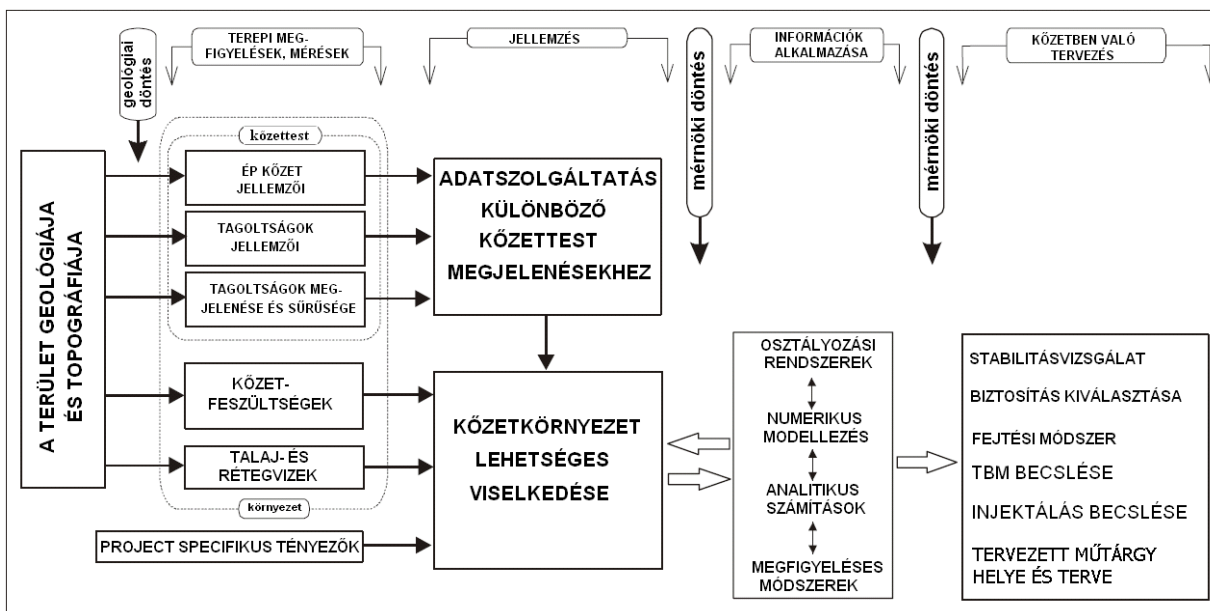 TEREPI MEG-
FIGYELÉSEK, MÉRÉSEK
JELLEMZÉS
INFORMÁCIÓK
ALKALMAZÁSA
KÖZETBEN VALÓ
TERVEZÉS
geológiai
döntés
mérnöki döntés
mérnöki döntés
A TERÜLET GEOLÓGIÁJA
ÉS TOPOGRÁFIÁJA
közettest
ÉP KÖZET
JELLEMZŐI
TAGOLTSÁGOK
JELLEMZŐI
TAGOLTSÁGOK MEG-
JELENÉSE ÉS SŰRŰSÉGE
KŐZET-
FESZÜLTSÉGEK
TALAJ- ÉS
RÉTEGVIZEK
környezet
PROJECT SPECIFIKUS TÉNYEZŐK
ADATSZOLGÁLTATÁS
KÜLÖNBÖZŐ
KŐZETTEST
MEGJELENÉSEKHEZ
KŐZETKÖRNYEZET
LEHETSÉGES
VISELKEDÉSE
OSZTÁLYOZÁSI
RENDSZEREK
NUMERIKUS
MODELLEZÉS
ANALITIKUS
SZÁMÍTÁSOK
MEGFIGYELÉSES
MÓDSZEREK
STABILITÁSVIZSGÁLAT
BIZTOSÍTÁS KIVÁLASZTÁSA
FEJTÉSI MÓDSZER
TBM BECSLÉSE
INJEKTÁLÁS BECSLÉSE
TERVEZETT MŰTÁRGY
HELYE ÉS TERVE